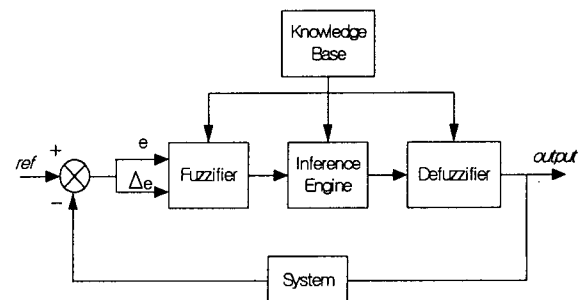 Knowledge
Base
+
e
ref
Δe
−
Fuzzifier
Inference
Engine
Defuzzifier
output
System